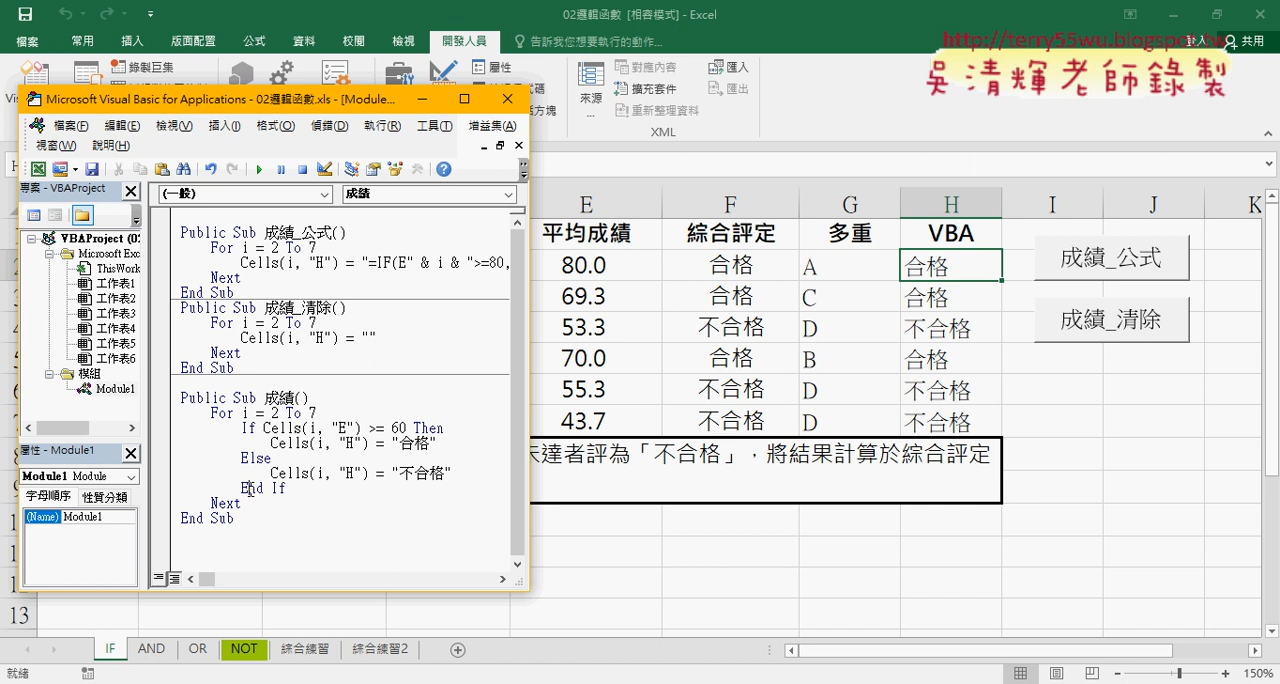 02邏輯函數 [相容模式] - Excel
檔案 常用 插入 版面配置 公式 資料 校閱 檢視 開發人員 告訴我您想要執行的動作... 登入 共用
http://terry55wu.blogspot.tw
吳清輝老師錄製
錄製巨集 屬性 對應內容 匯入
來源 擴充套件 匯出
... 重新整理資料
XML
Microsoft Visual Basic for Applications - 02邏輯函數.xls - [Module...
檔案(F) 編輯(E) 檢視(V) 插入(I) 格式(O) 偵錯(D) 執行(R) 工具(T) 增益集(A)
視窗(W) 說明(H)
專案 - VBAProject
(一般) 成績
VBAProject (02
Microsoft Exc
ThisWork
工作表1
工作表2
工作表3
工作表4
工作表5
工作表6
模組
Module1
屬性 - Module1
Module1 Module
字母順序 性質分類
(Name) Module1
Public Sub 成績_公式()
For i = 2 To 7
Cells(i, "H") = "=IF(E" & i & ">=80,
Next
End Sub
Public Sub 成績_清除()
For i = 2 To 7
Cells(i, "H") = ""
Next
End Sub
Public Sub 成績()
For i = 2 To 7
If Cells(i, "E") >= 60 Then
Cells(i, "H") = "合格"
Else
Cells(i, "H") = "不合格"
End If
Next
End Sub
E F G H I J K
平均成績 綜合評定 多重 VBA
80.0 合格 A 合格
69.3 合格 C 合格
53.3 不合格 D 不合格
70.0 合格 B 合格
55.3 不合格 D 不合格
43.7 不合格 D 不合格
成績_公式
成績_清除
未達者評為「不合格」，將結果計算於綜合評定
13
IF AND OR NOT 綜合練習 綜合練習2
就緒 150%